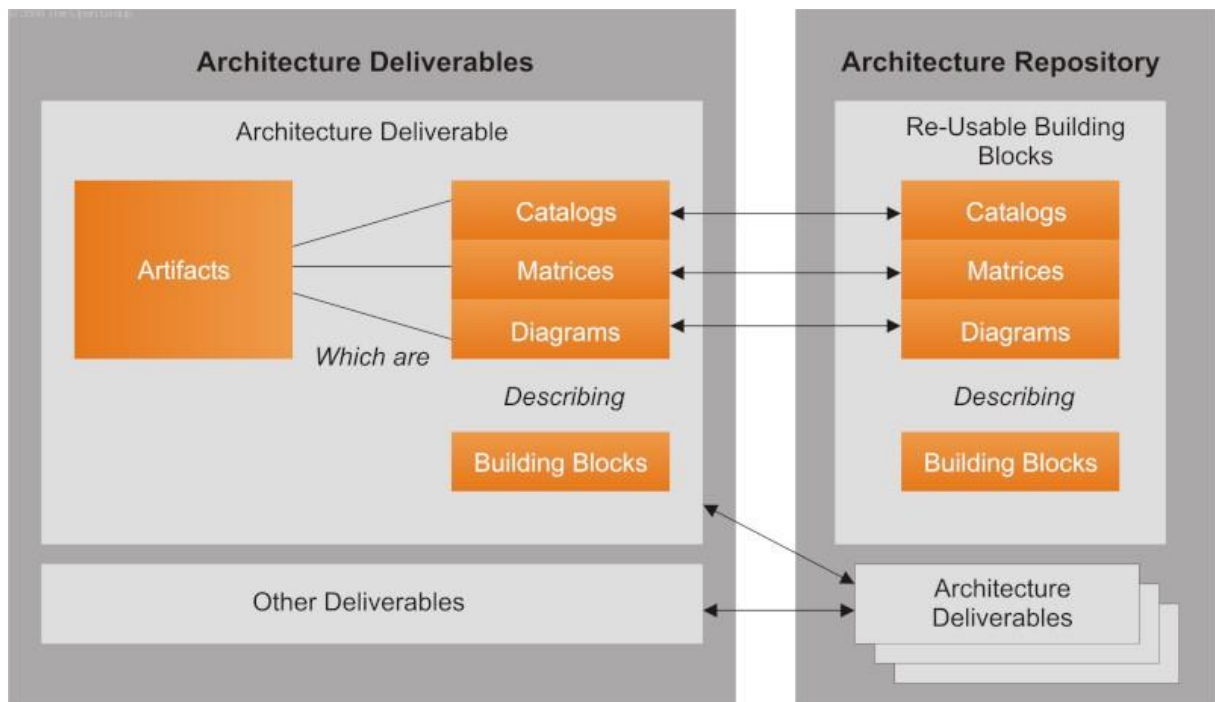 Architecture Deliverables
Architecture Deliverable
Artifacts
Catalogs
Matrices
Diagrams
Which are
Describing
Building Blocks
Other Deliverables
Architecture Repository
Re-Usable Building
Blocks
Catalogs
Matrices
Diagrams
Describing
Building Blocks
Architecture
Deliverables